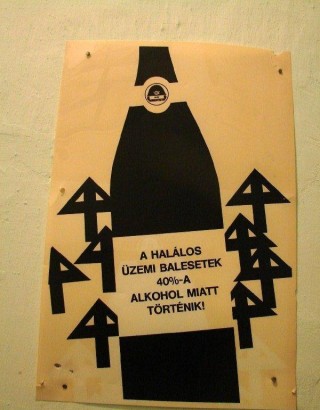 A HALÁLOS
ÜZEMI BALESETEK
40%-A
ALKOHOL MIATT
TÖRTÉNIK!